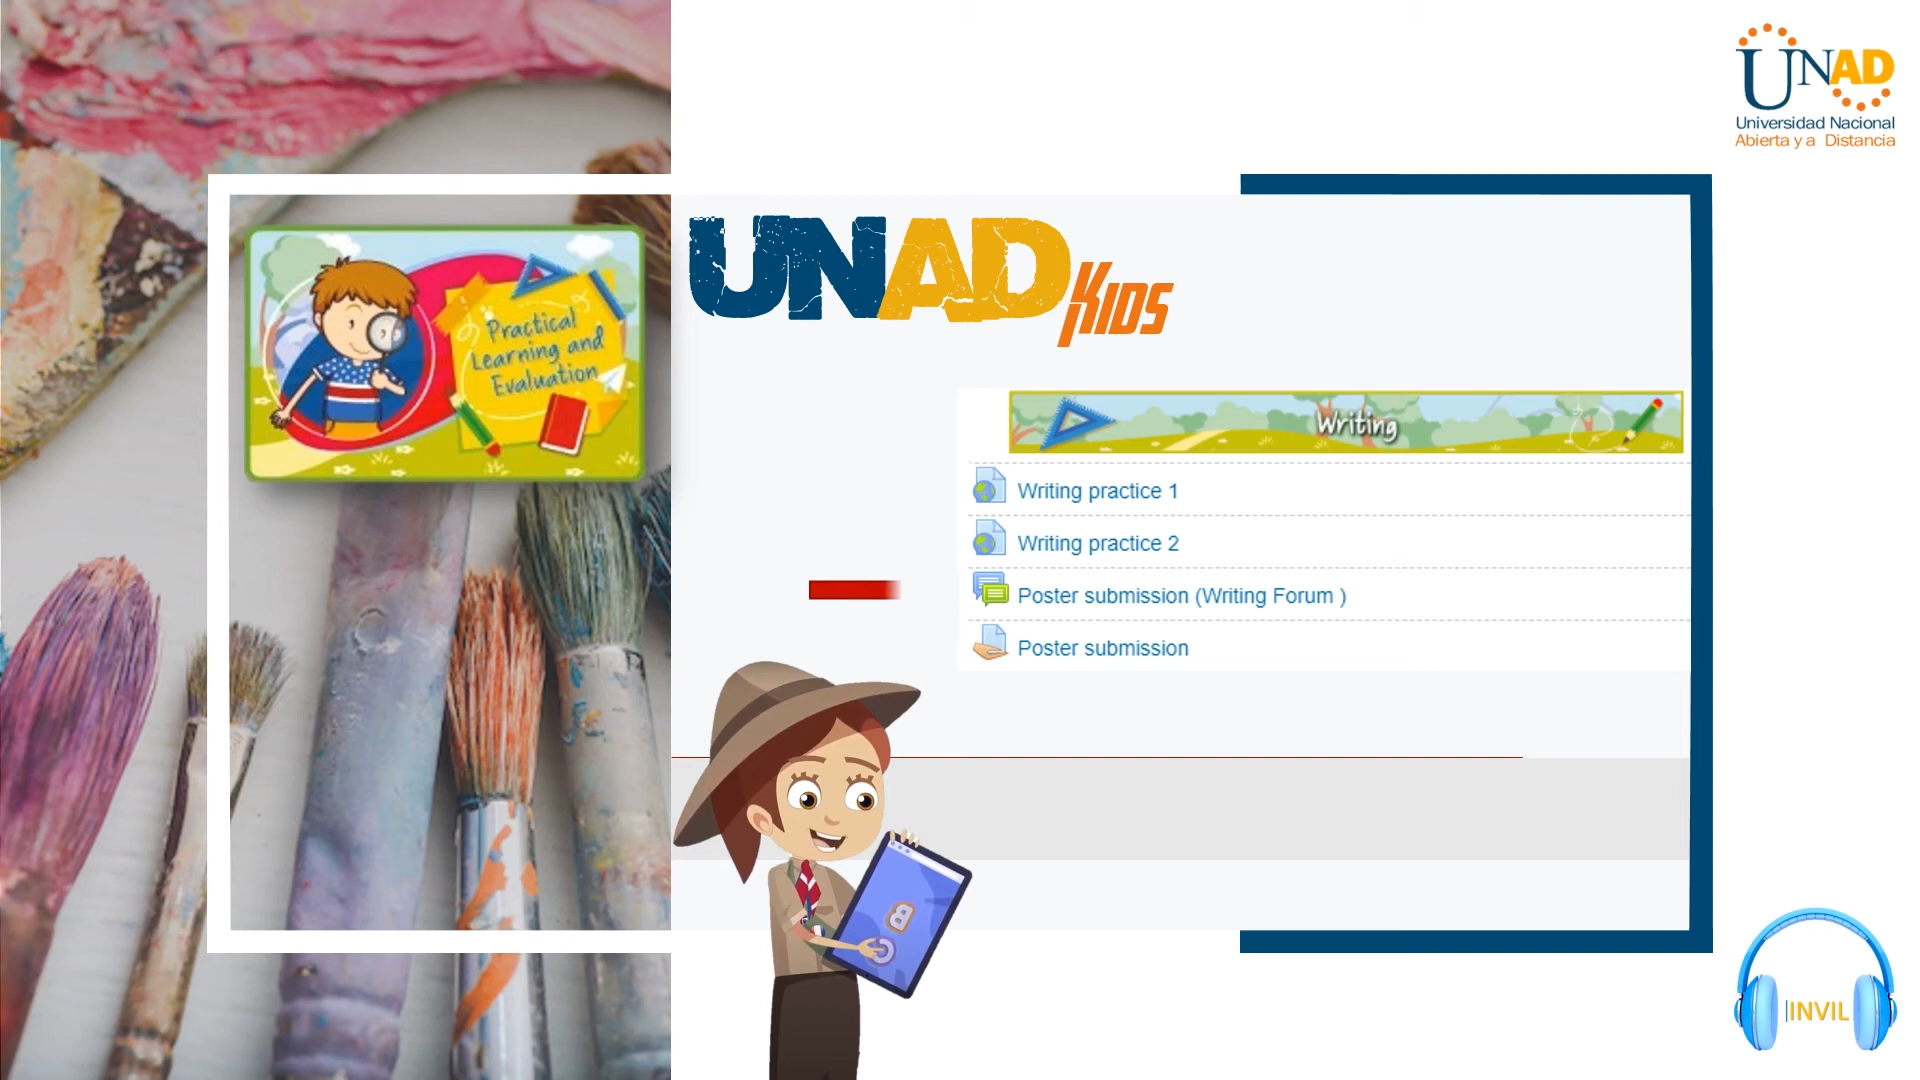 UNAD
Universidad Nacional
Abierta y a Distancia
UNAD
KIDS
Practical
Learning and
Evaluation
Writing
Writing practice 1
Writing practice 2
Poster submission (Writing Forum )
Poster submission
B
C
INVIL